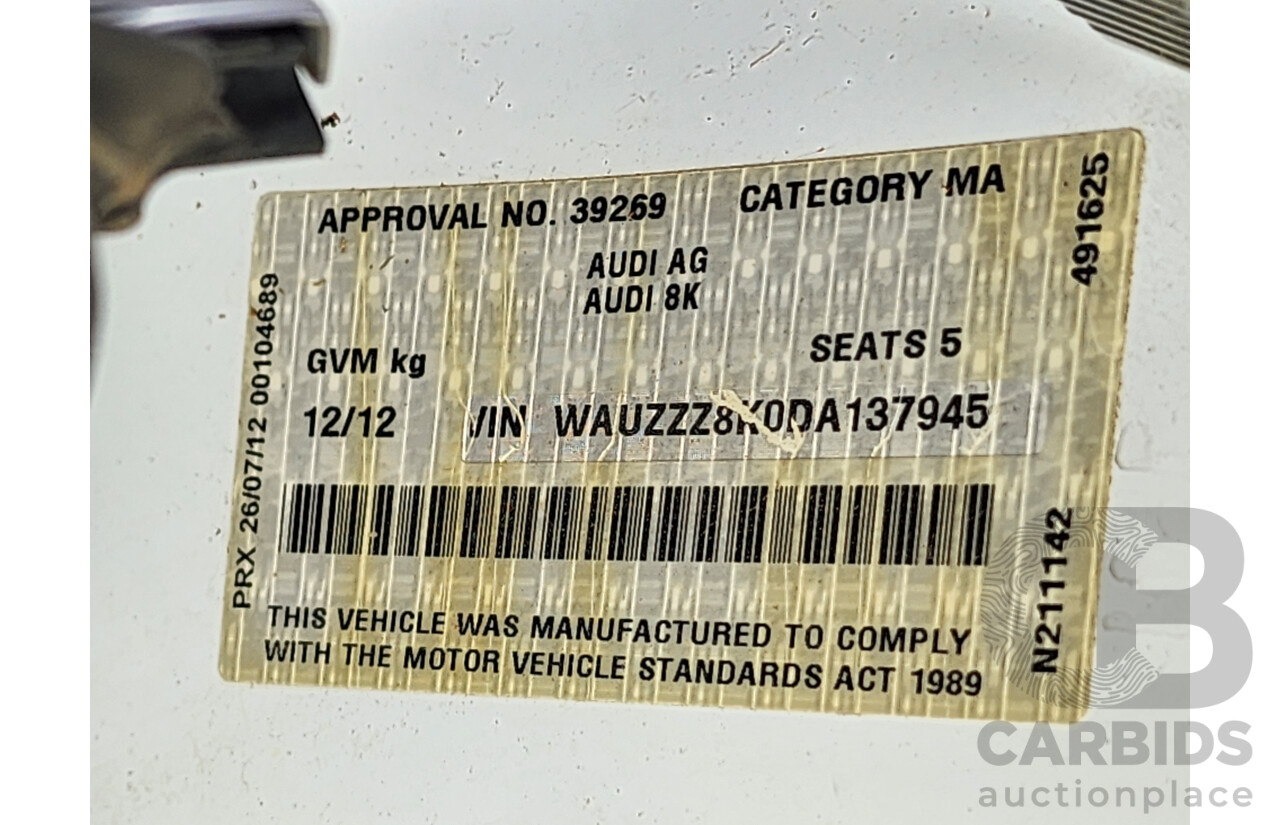 APPROVAL NO. 39269 CATEGORY MA
AUDI AG
AUDI 8K
GVM kg SEATS 5
12/12 VIN WAUZZZ8K0DA137945
THIS VEHICLE WAS MANUFACTURED TO COMPLY
WITH THE MOTOR VEHICLE STANDARDS ACT 1989
PRX 26/07/12 00104689
491625
N211142
CARBIDS
auctionplace